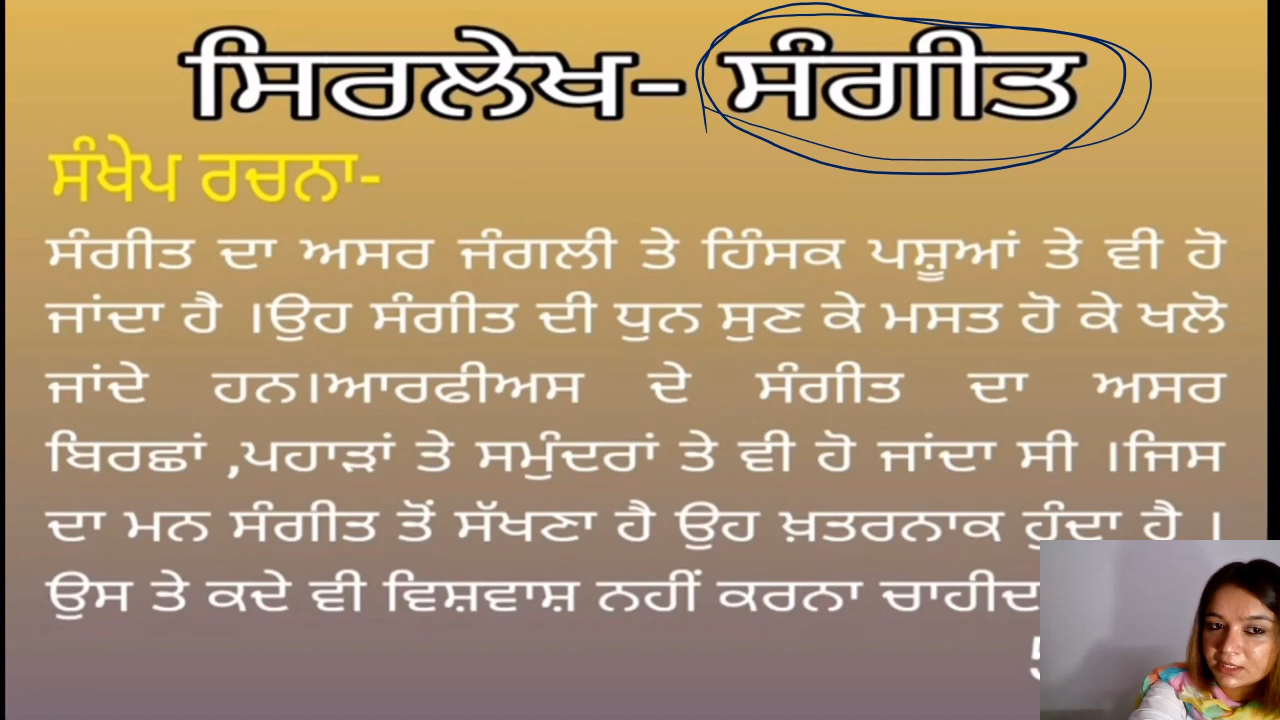 ਸਿਰਲੇਖ- ਸੰਗੀਤ
ਸੰਖੇਪ ਰਚਨਾ-
ਸੰਗੀਤ ਦਾ ਅਸਰ ਜੰਗਲੀ ਤੇ ਹਿੰਸਕ ਪਸ਼ੂਆਂ ਤੇ ਵੀ ਹੋ
ਜਾਂਦਾ ਹੈ ।ਉਹ ਸੰਗੀਤ ਦੀ ਧੁਨ ਸੁਣ ਕੇ ਮਸਤ ਹੋ ਕੇ ਖਲੋ
ਜਾਂਦੇ ਹਨ।ਆਰਫੀਅਸ ਦੇ ਸੰਗੀਤ ਦਾ ਅਸਰ
ਬਿਰਛਾਂ ,ਪਹਾੜਾਂ ਤੇ ਸਮੁੰਦਰਾਂ ਤੇ ਵੀ ਹੋ ਜਾਂਦਾ ਸੀ ।ਜਿਸ
ਦਾ ਮਨ ਸੰਗੀਤ ਤੋਂ ਸੱਖਣਾ ਹੈ ਉਹ ਖ਼ਤਰਨਾਕ ਹੁੰਦਾ ਹੈ ।
ਉਸ ਤੇ ਕਦੇ ਵੀ ਵਿਸ਼ਵਾਸ਼ ਨਹੀਂ ਕਰਨਾ